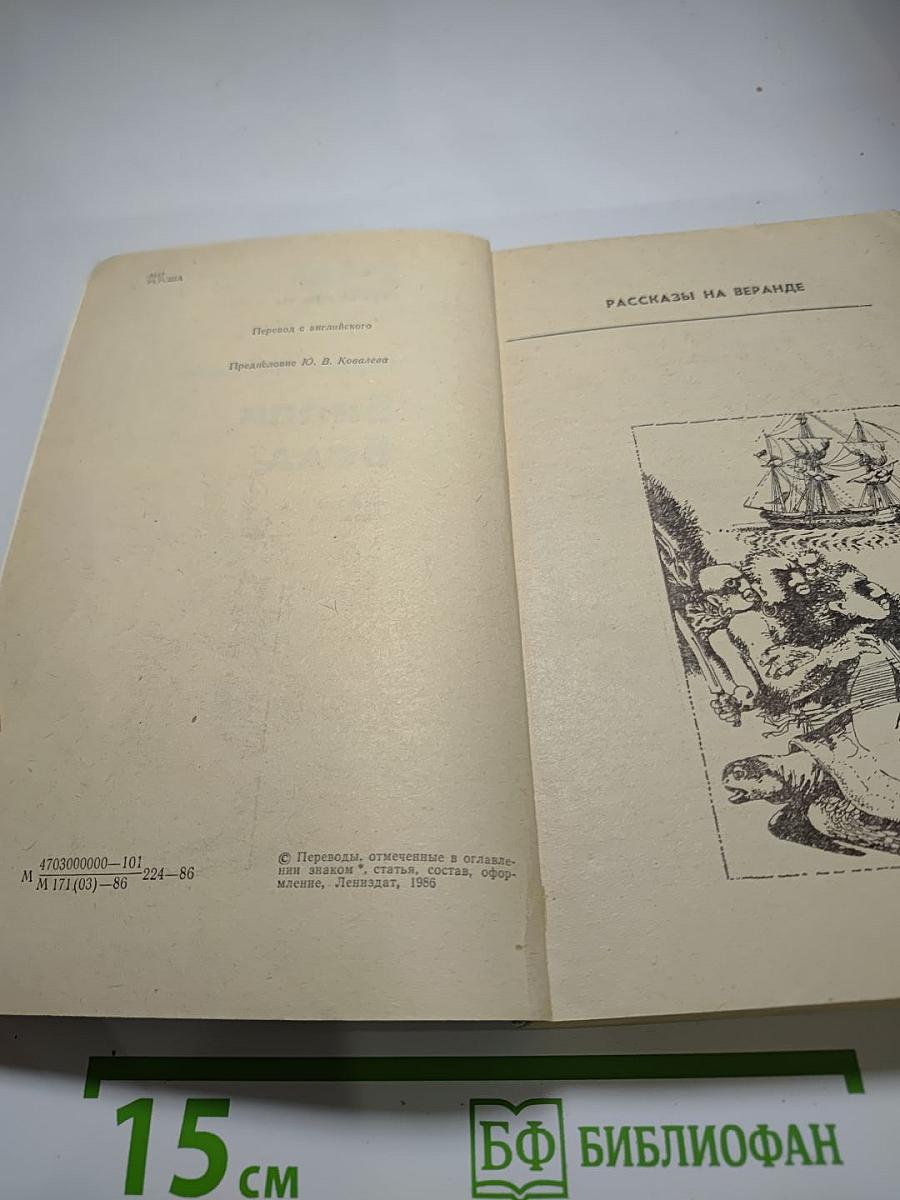 Перевод с английского
Предисловие Ю. В. Ковалева
4703000000—101
М 171(03)—86
М
224—86
© Переводы, отмеченные в оглавле-
нии знаком *, статья, состав, офор-
мление, Лениздат, 1986
РАССКАЗЫ НА ВЕРАНДЕ
15 см
БФ БИБЛИОФАН